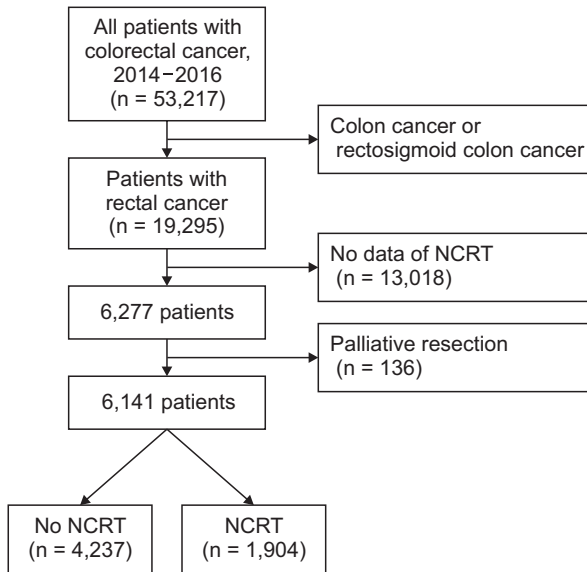 All patients with
colorectal cancer,
2014−2016
(n = 53,217)
Colon cancer or
rectosigmoid colon cancer
Patients with
rectal cancer
(n = 19,295)
No data of NCRT
(n = 13,018)
6,277 patients
Palliative resection
(n = 136)
6,141 patients
No NCRT
(n = 4,237)
NCRT
(n = 1,904)